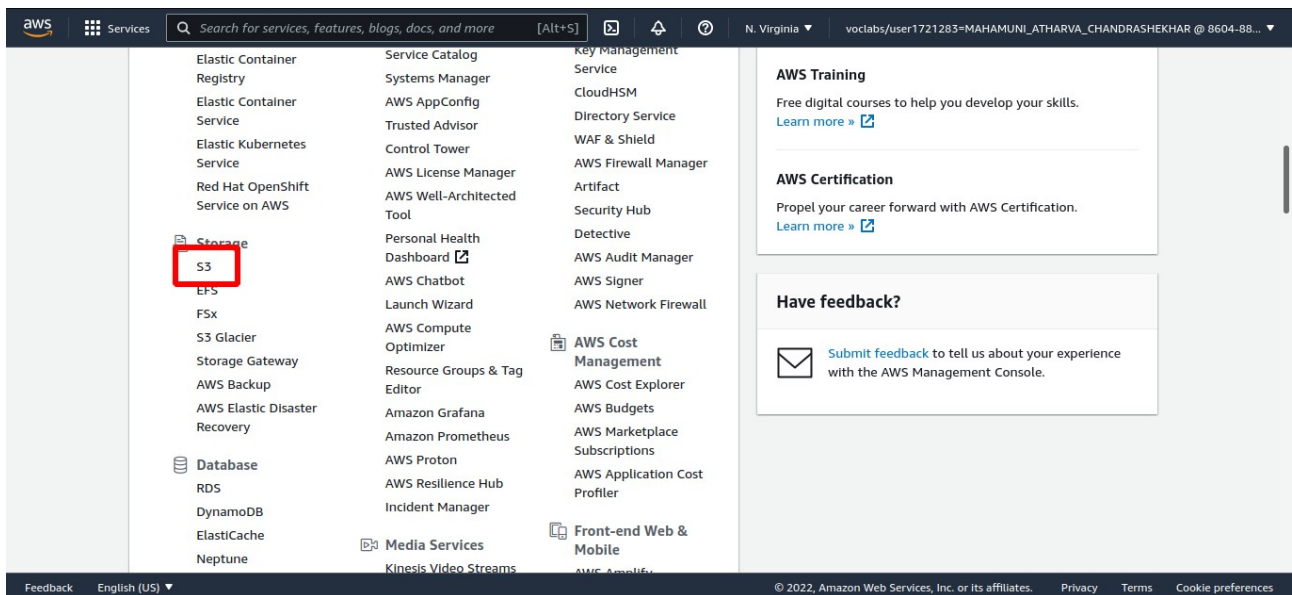 aws
Services
Search for services, features, blogs, docs, and more
[Alt+S]
N. Virginia ▼
voclabs/user1721283=MAHAMUNI_ATHARVA_CHANDRASHEKHAR @ 8604-88... ▼
Elastic Container
Registry
Elastic Container
Service
Elastic Kubernetes
Service
Red Hat OpenShift
Service on AWS
Storage
S3
EFS
FSx
S3 Glacier
Storage Gateway
AWS Backup
AWS Elastic Disaster
Recovery
Database
RDS
DynamoDB
ElastiCache
Neptune
Service Catalog
Systems Manager
AWS AppConfig
Trusted Advisor
Control Tower
AWS License Manager
AWS Well-Architected
Tool
Personal Health
Dashboard
AWS Chatbot
Launch Wizard
AWS Compute
Optimizer
Resource Groups & Tag
Editor
Amazon Grafana
Amazon Prometheus
AWS Proton
AWS Resilience Hub
Incident Manager
Media Services
Kinesis Video Streams
Key Management
Service
CloudHSM
Directory Service
WAF & Shield
AWS Firewall Manager
Artifact
Security Hub
Detective
AWS Audit Manager
AWS Signer
AWS Network Firewall
AWS Cost
Management
AWS Cost Explorer
AWS Budgets
AWS Marketplace
Subscriptions
AWS Application Cost
Profiler
Front-end Web &
Mobile
AWS Amplify
AWS Training
Free digital courses to help you develop your skills.
Learn more »
AWS Certification
Propel your career forward with AWS Certification.
Learn more »
Have feedback?
Submit feedback to tell us about your experience
with the AWS Management Console.
Feedback
English (US) ▼
© 2022, Amazon Web Services, Inc. or its affiliates.
Privacy
Terms
Cookie preferences